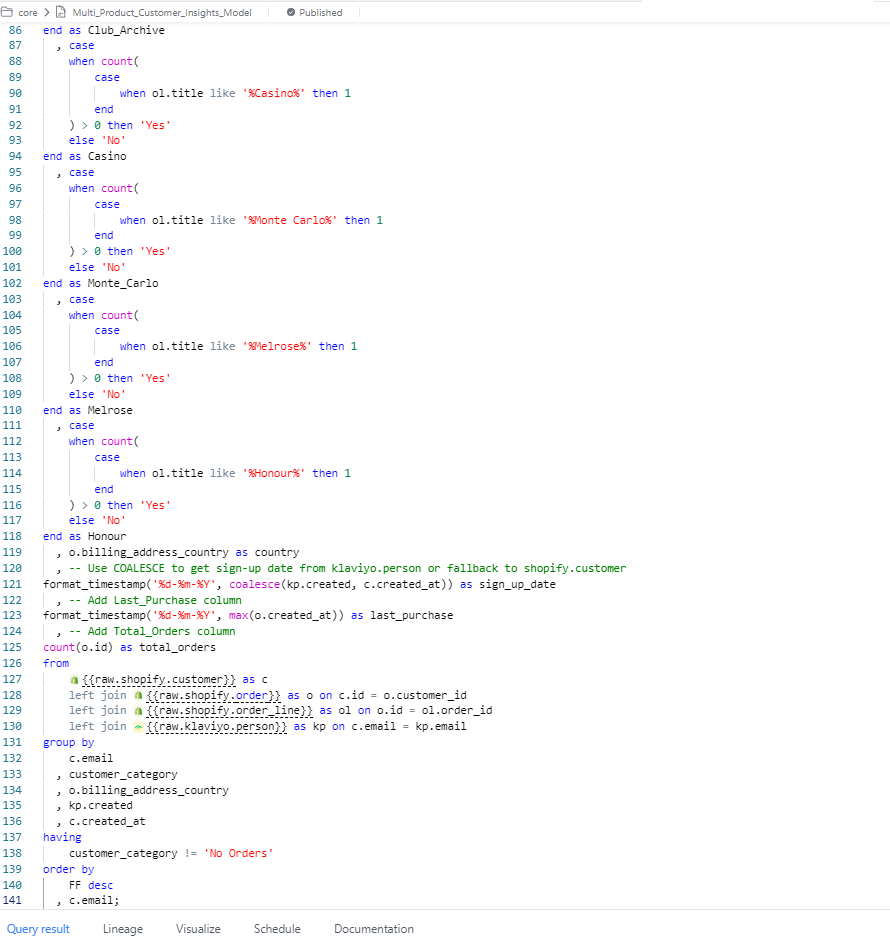 core > Multi_Product_Customer_Insights_Model Published
86 end as Club_Archive
87 , case
88 when count(
89 case
90 when ol.title like '%Casino%' then 1
91 end
92 ) > 0 then 'Yes'
93 else 'No'
94 end as Casino
95 , case
96 when count(
97 case
98 when ol.title like '%Monte Carlo%' then 1
99 end
100 ) > 0 then 'Yes'
101 else 'No'
102 end as Monte_Carlo
103 , case
104 when count(
105 case
106 when ol.title like '%Melrose%' then 1
107 end
108 ) > 0 then 'Yes'
109 else 'No'
110 end as Melrose
111 , case
112 when count(
113 case
114 when ol.title like '%Honour%' then 1
115 end
116 ) > 0 then 'Yes'
117 else 'No'
118 end as Honour
119 , o.billing_address_country as country
120 , -- Use COALESCE to get sign-up date from klaviyo.person or fallback to shopify.customer
121 format_timestamp('%d-%m-%Y', coalesce(kp.created, c.created_at)) as sign_up_date
122 , -- Add Last_Purchase column
123 format_timestamp('%d-%m-%Y', max(o.created_at)) as last_purchase
124 , -- Add Total_Orders column
125 count(o.id) as total_orders
126 from
127 {{raw.shopify.customer}} as c
128 left join {{raw.shopify.order}} as o on c.id = o.customer_id
129 left join {{raw.shopify.order_line}} as ol on o.id = ol.order_id
130 left join {{raw.klaviyo.person}} as kp on c.email = kp.email
131 group by
132 c.email
133 , customer_category
134 , o.billing_address_country
135 , kp.created
136 , c.created_at
137 having
138 customer_category != 'No Orders'
139 order by
140 FF desc
141 , c.email;
Query result Lineage Visualize Schedule Documentation